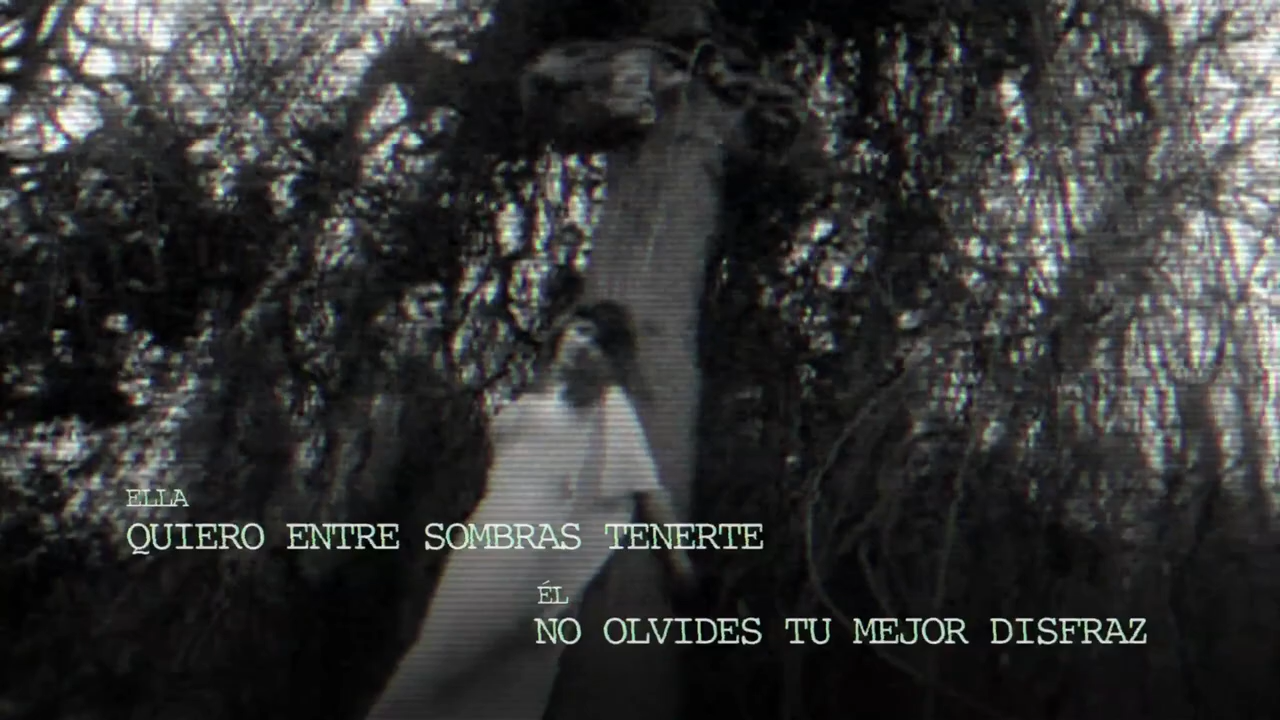 ELLA
QUIERO ENTRE SOMBRAS TENERTE
ÉL
NO OLVIDES TU MEJOR DISFRAZ